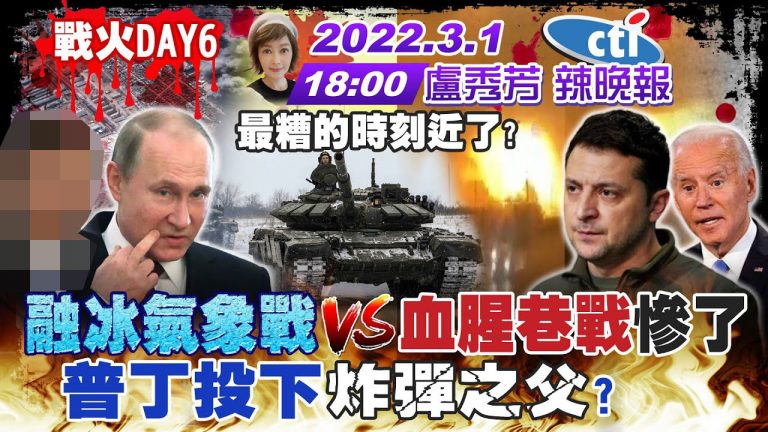 戰火DAY6
2022.3.1
cti
18:00 盧秀芳 辣晚報
最糟的時刻近了?
融冰氣象戰VS血腥巷戰慘了
普丁投下炸彈之父?